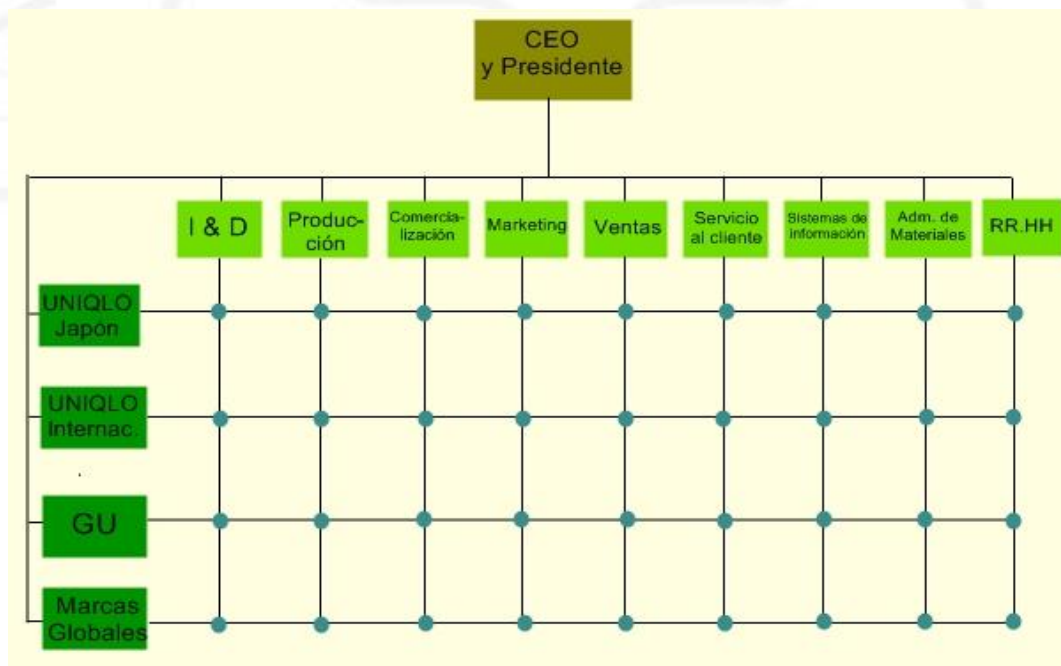 CEO
y Presidente
I & D
Produc-
ción
Comercia-
lización
Marketing
Ventas
Servicio
al cliente
Sistemas de
información
Adm. de
Materiales
RR.HH
UNIQLO
Japón
UNIQLO
Internac.
GU
Marcas
Globales